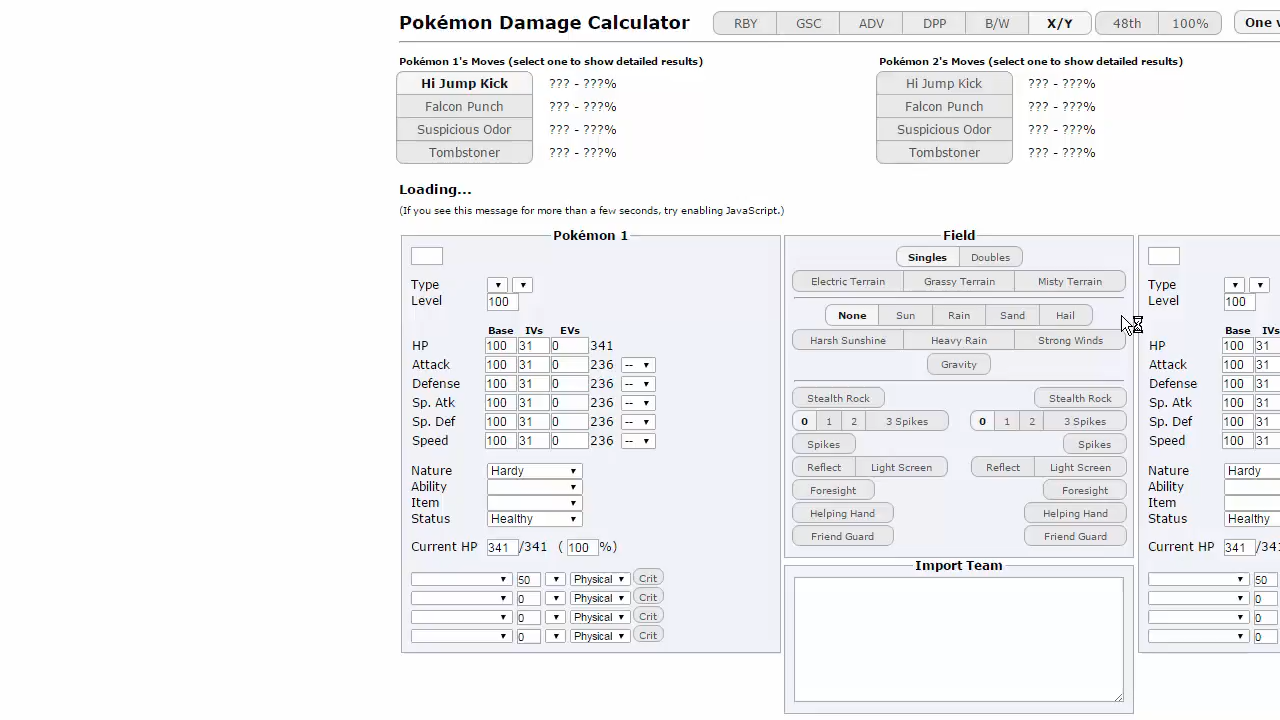 Pokémon Damage Calculator RBY GSC ADV DPP B/W X/Y 48th 100% One v
Pokémon 1's Moves (select one to show detailed results) Pokémon 2's Moves (select one to show detailed results)
Hi Jump Kick ??? - ???% Hi Jump Kick ??? - ???%
Falcon Punch ??? - ???% Falcon Punch ??? - ???%
Suspicious Odor ??? - ???% Suspicious Odor ??? - ???%
Tombstoner ??? - ???% Tombstoner ??? - ???%
Loading...
(If you see this message for more than a few seconds, try enabling JavaScript.)
Pokémon 1
Type
Level 100
Base IVs EVs
HP 100 31 0 341
Attack 100 31 0 236 --
Defense 100 31 0 236 --
Sp. Atk 100 31 0 236 --
Sp. Def 100 31 0 236 --
Speed 100 31 0 236 --
Nature Hardy
Ability
Item
Status Healthy
Current HP 341 /341 ( 100 %)
50 Physical Crit
0 Physical Crit
0 Physical Crit
0 Physical Crit
Field
Singles Doubles
Electric Terrain Grassy Terrain Misty Terrain
None Sun Rain Sand Hail
Harsh Sunshine Heavy Rain Strong Winds
Gravity
Stealth Rock Stealth Rock
0 1 2 3 Spikes 0 1 2 3 Spikes
Spikes Spikes
Reflect Light Screen Reflect Light Screen
Foresight Foresight
Helping Hand Helping Hand
Friend Guard Friend Guard
Import Team
Type
Level 100
Base IVs
HP 100 31
Attack 100 31
Defense 100 31
Sp. Atk 100 31
Sp. Def 100 31
Speed 100 31
Nature Hardy
Ability
Item
Status Healthy
Current HP 341 /341
50
0
0
0